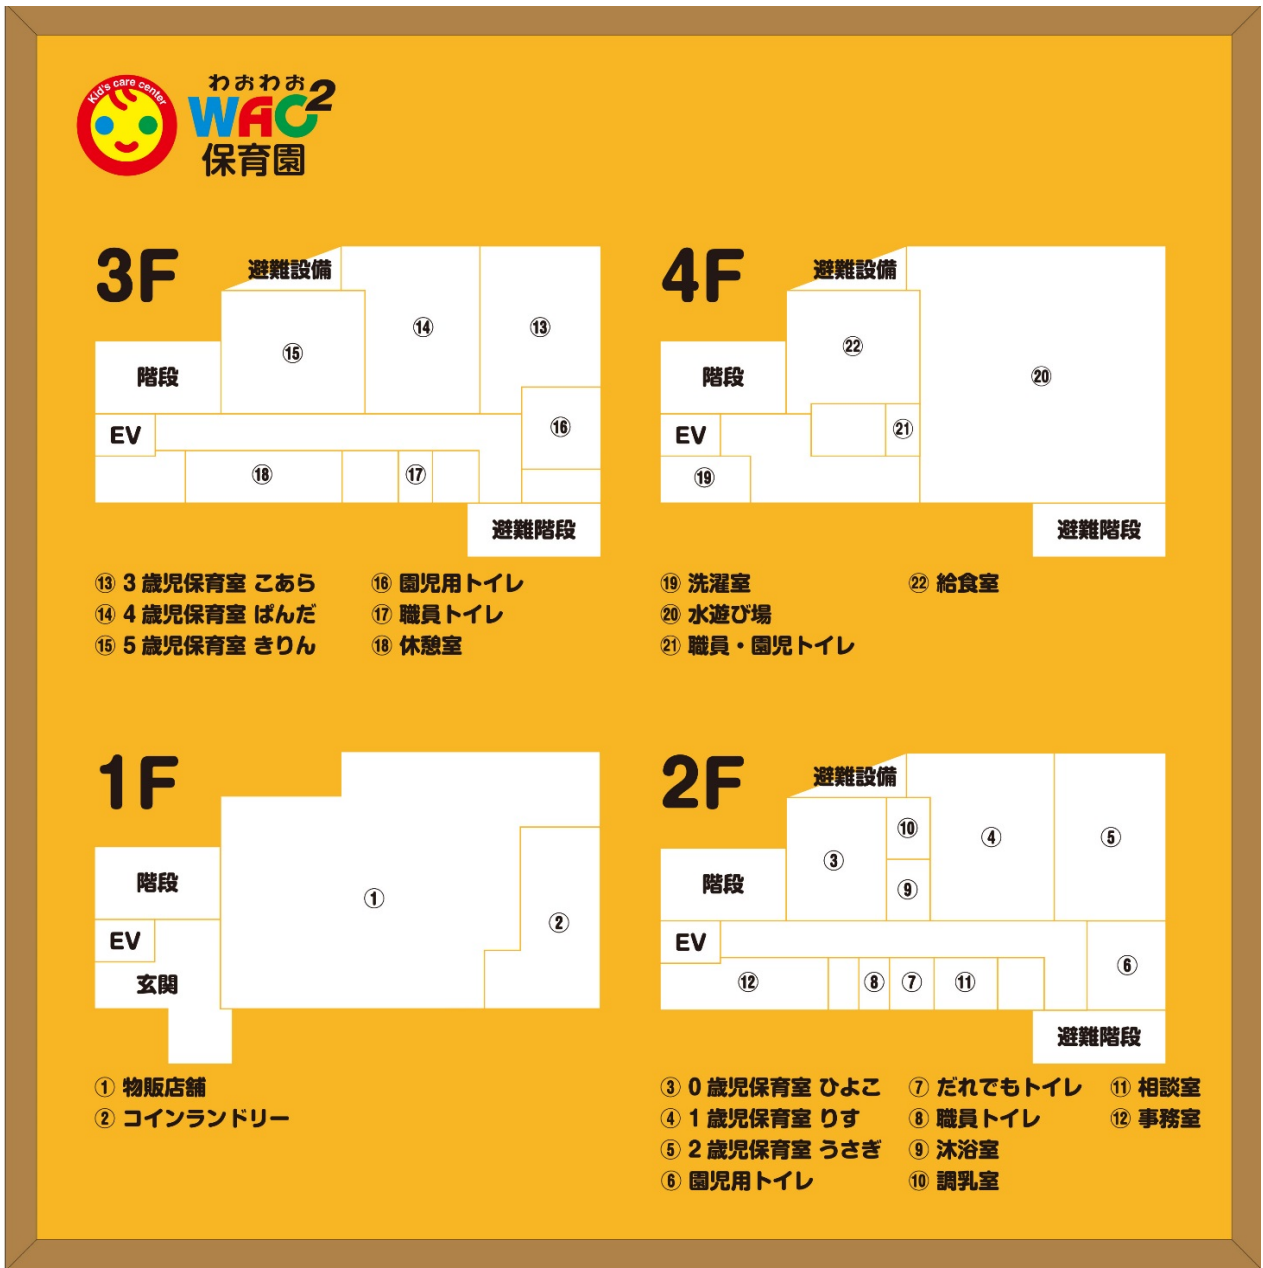 Kid's care center
わおわお
WAO2
保育園
3F
避難設備
⑭
⑬
⑮
階段
EV
⑯
⑱
⑰
避難階段
⑬ 3歳児保育室 こあら
⑭ 4歳児保育室 ぱんだ
⑮ 5歳児保育室 きりん
⑯ 園児用トイレ
⑰ 職員トイレ
⑱ 休憩室
4F
避難設備
㉒
階段
⑳
EV
㉑
⑲
避難階段
⑲ 洗濯室
⑳ 水遊び場
㉑ 職員・園児トイレ
㉒ 給食室
1F
階段
①
②
EV
玄関
① 物販店舗
② コインランドリー
2F
避難設備
⑩
④
⑤
③
階段
⑨
EV
⑥
⑫
⑧
⑦
⑪
避難階段
③ 0歳児保育室 ひよこ
④ 1歳児保育室 りす
⑤ 2歳児保育室 うさぎ
⑥ 園児用トイレ
⑦ だれでもトイレ
⑧ 職員トイレ
⑨ 沐浴室
⑩ 調乳室
⑪ 相談室
⑫ 事務室